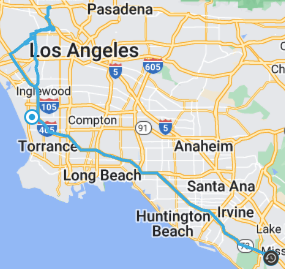 Pasadena
Los Angeles
5
605
Inglewood
105
Compton
91
5
405
Torrance
Anaheim
Long Beach
Santa Ana
Huntington
Beach
Irvine
Lake
73